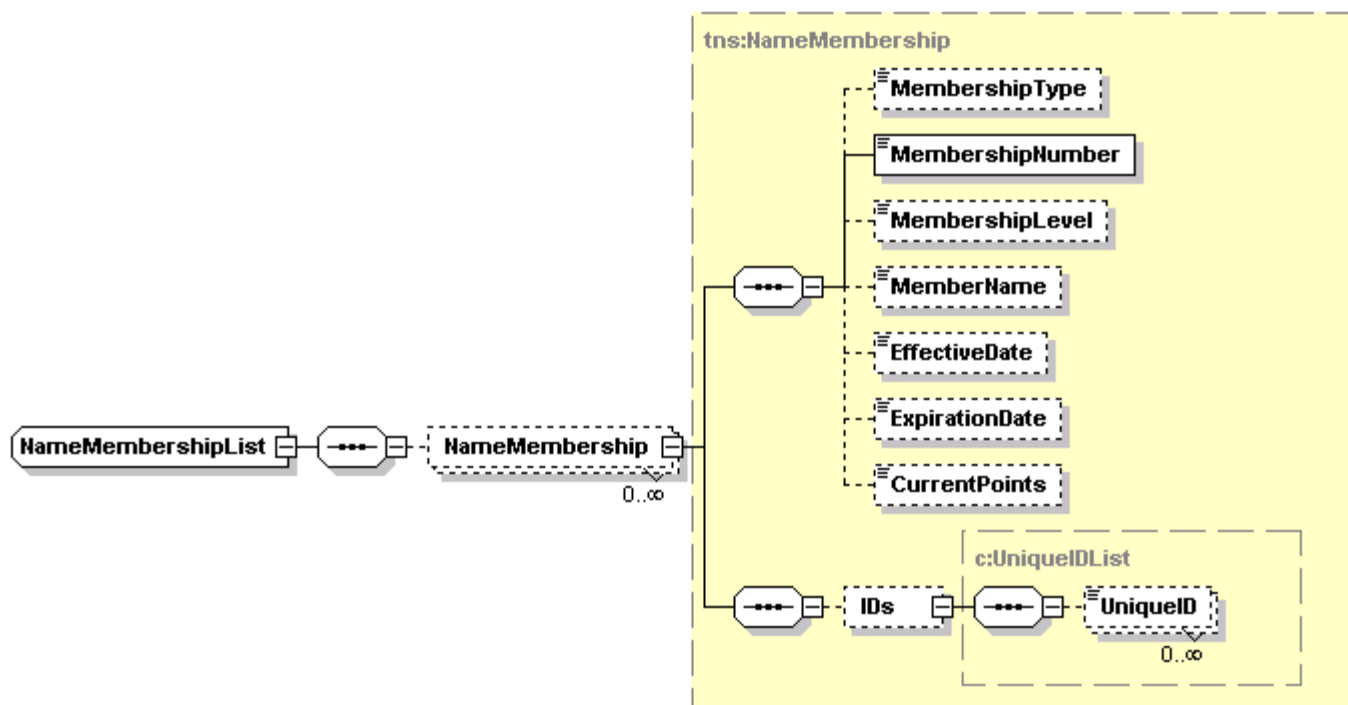 tns:NameMembership
MembershipType
MembershipNumber
MembershipLevel
MemberName
EffectiveDate
ExpirationDate
CurrentPoints
NameMembershipList
NameMembership
0..∞
c:UniqueIDList
IDs
UniqueID
0..∞